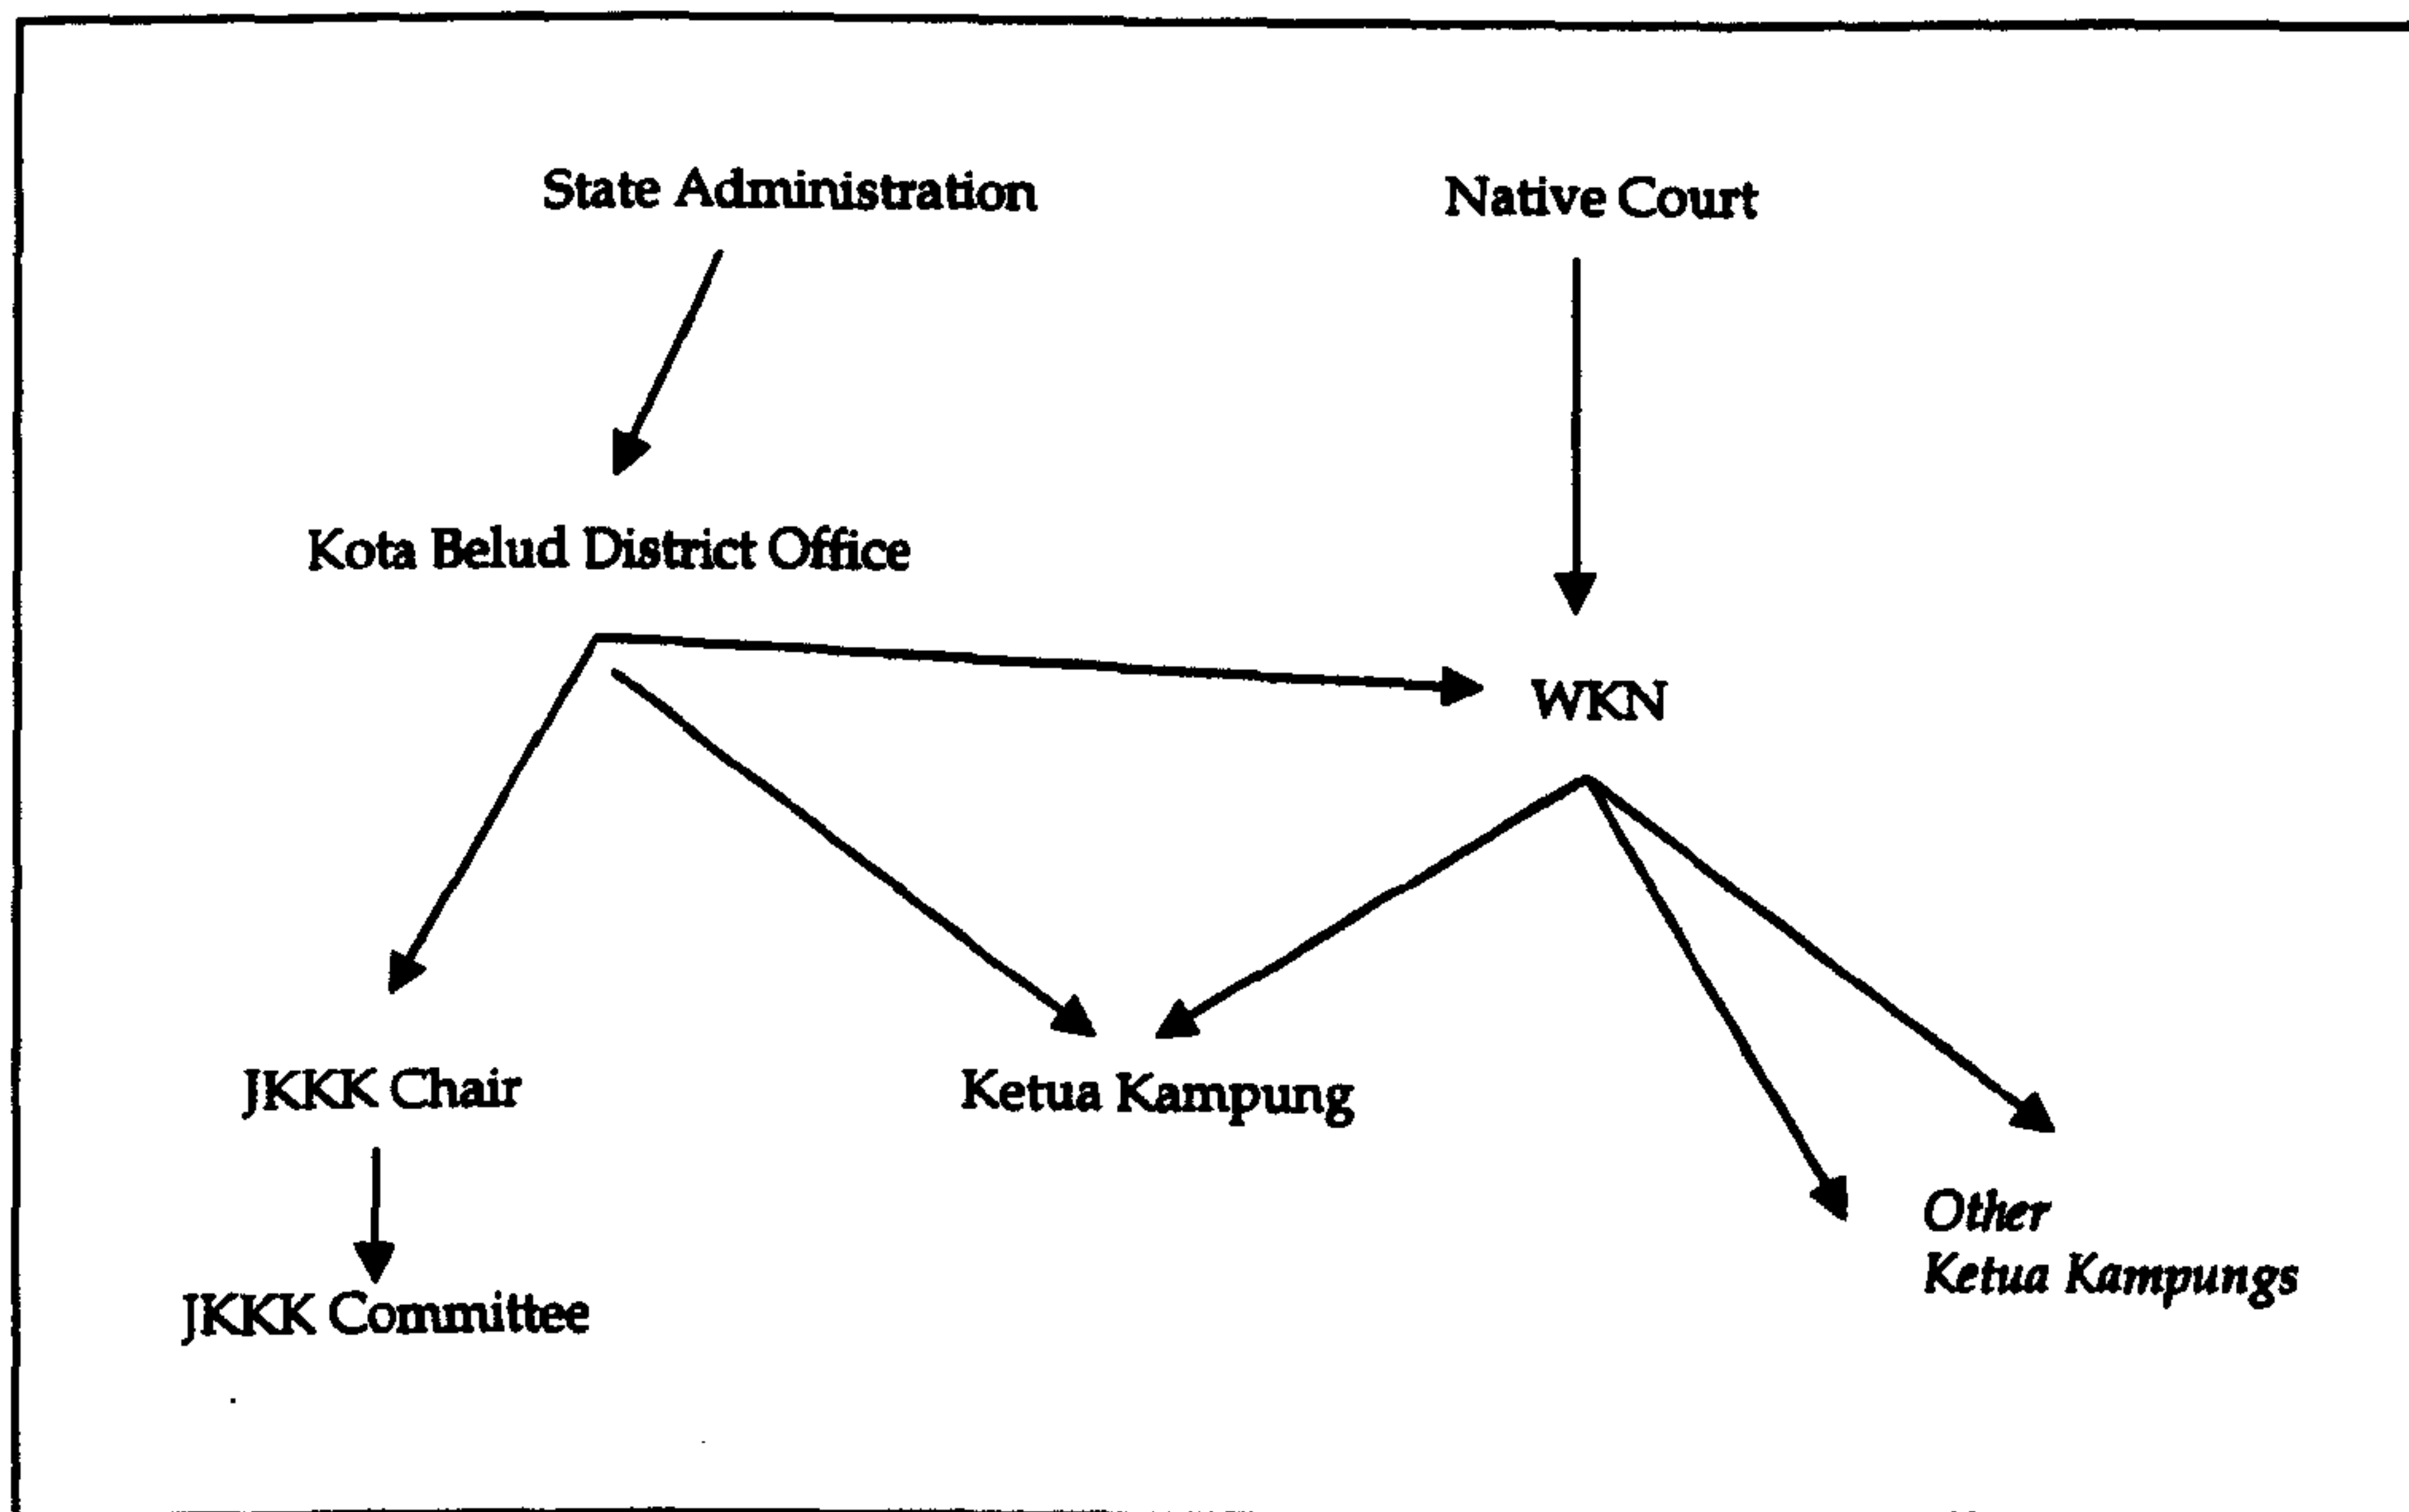 State Administration
Native Court
Kota Belud District Office
WKN
JKKK Chair
Ketua Kampung
Other
Ketua Kampungs
JKKK Committee